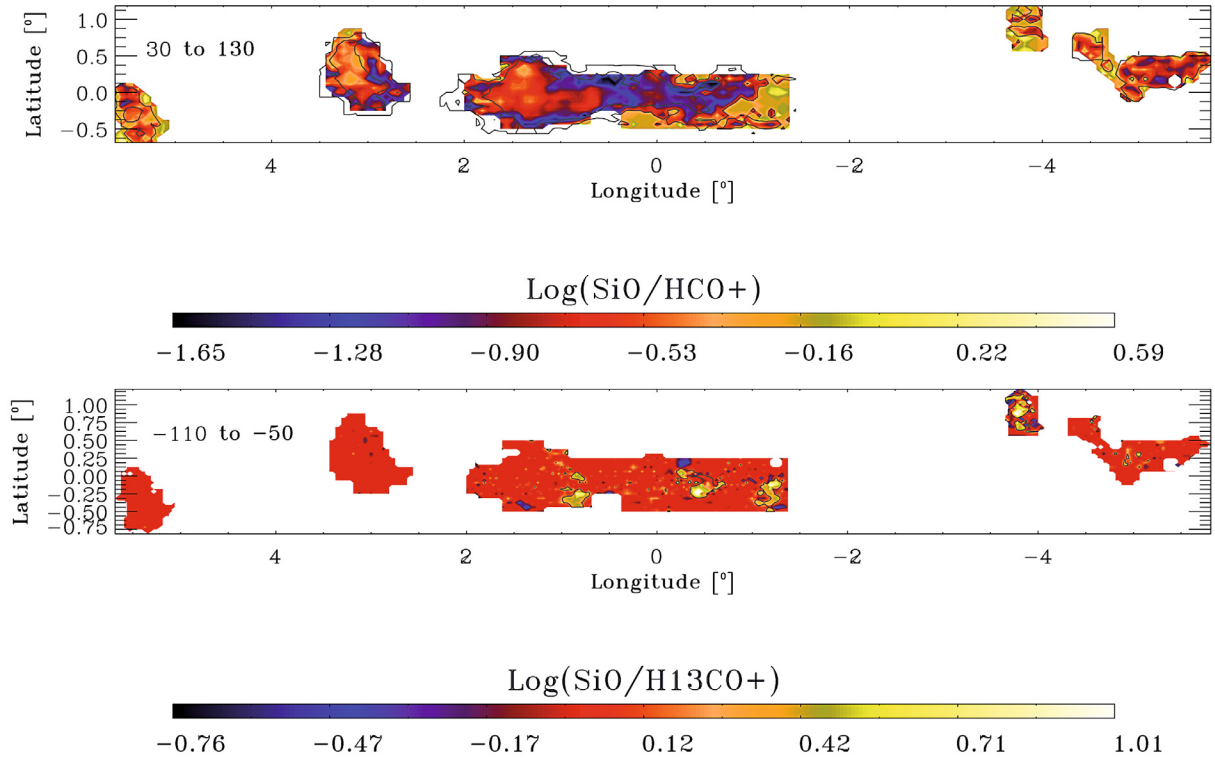 1.0
0.5
0.0
−0.5
Latitude [°]
30 to 130
4 2 0 −2 −4
Longitude [°]
Log(SiO/HCO+)
−1.65 −1.28 −0.90 −0.53 −0.16 0.22 0.59
1.00
0.75
0.50
0.25
0.00
−0.25
−0.50
−0.75
Latitude [°]
−110 to −50
4 2 0 −2 −4
Longitude [°]
Log(SiO/H13CO+)
−0.76 −0.47 −0.17 0.12 0.42 0.71 1.01